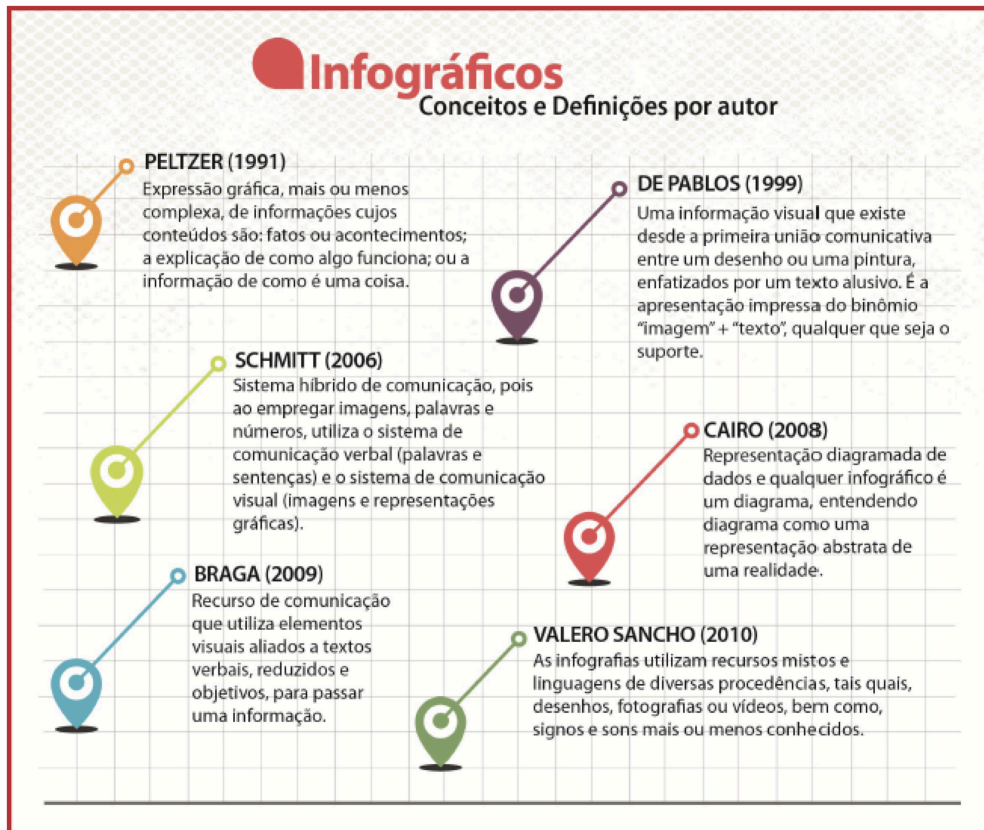 Infográficos
Conceitos e Definições por autor
PELTZER (1991)
Expressão gráfica, mais ou menos
complexa, de informações cujos
conteúdos são: fatos ou acontecimentos;
a explicação de como algo funciona; ou a
informação de como é uma coisa.
DE PABLOS (1999)
Uma informação visual que existe
desde a primeira união comunicativa
entre um desenho ou uma pintura,
enfatizados por um texto alusivo. É a
apresentação impressa do binômio
“imagem” + “texto”, qualquer que seja o
suporte.
SCHMITT (2006)
Sistema híbrido de comunicação, pois
ao empregar imagens, palavras e
números, utiliza o sistema de
comunicação verbal (palavras e
sentenças) e o sistema de comunicação
visual (imagens e representações
gráficas).
CAIRO (2008)
Representação diagramada de
dados e qualquer infográfico é
um diagrama, entendendo
diagrama como uma
representação abstrata de
uma realidade.
BRAGA (2009)
Recurso de comunicação
que utiliza elementos
visuais aliados a textos
verbais, reduzidos e
objetivos, para passar
uma informação.
VALERO SANCHO (2010)
As infografias utilizam recursos mistos e
linguagens de diversas procedências, tais quais,
desenhos, fotografias ou vídeos, bem como,
signos e sons mais ou menos conhecidos.